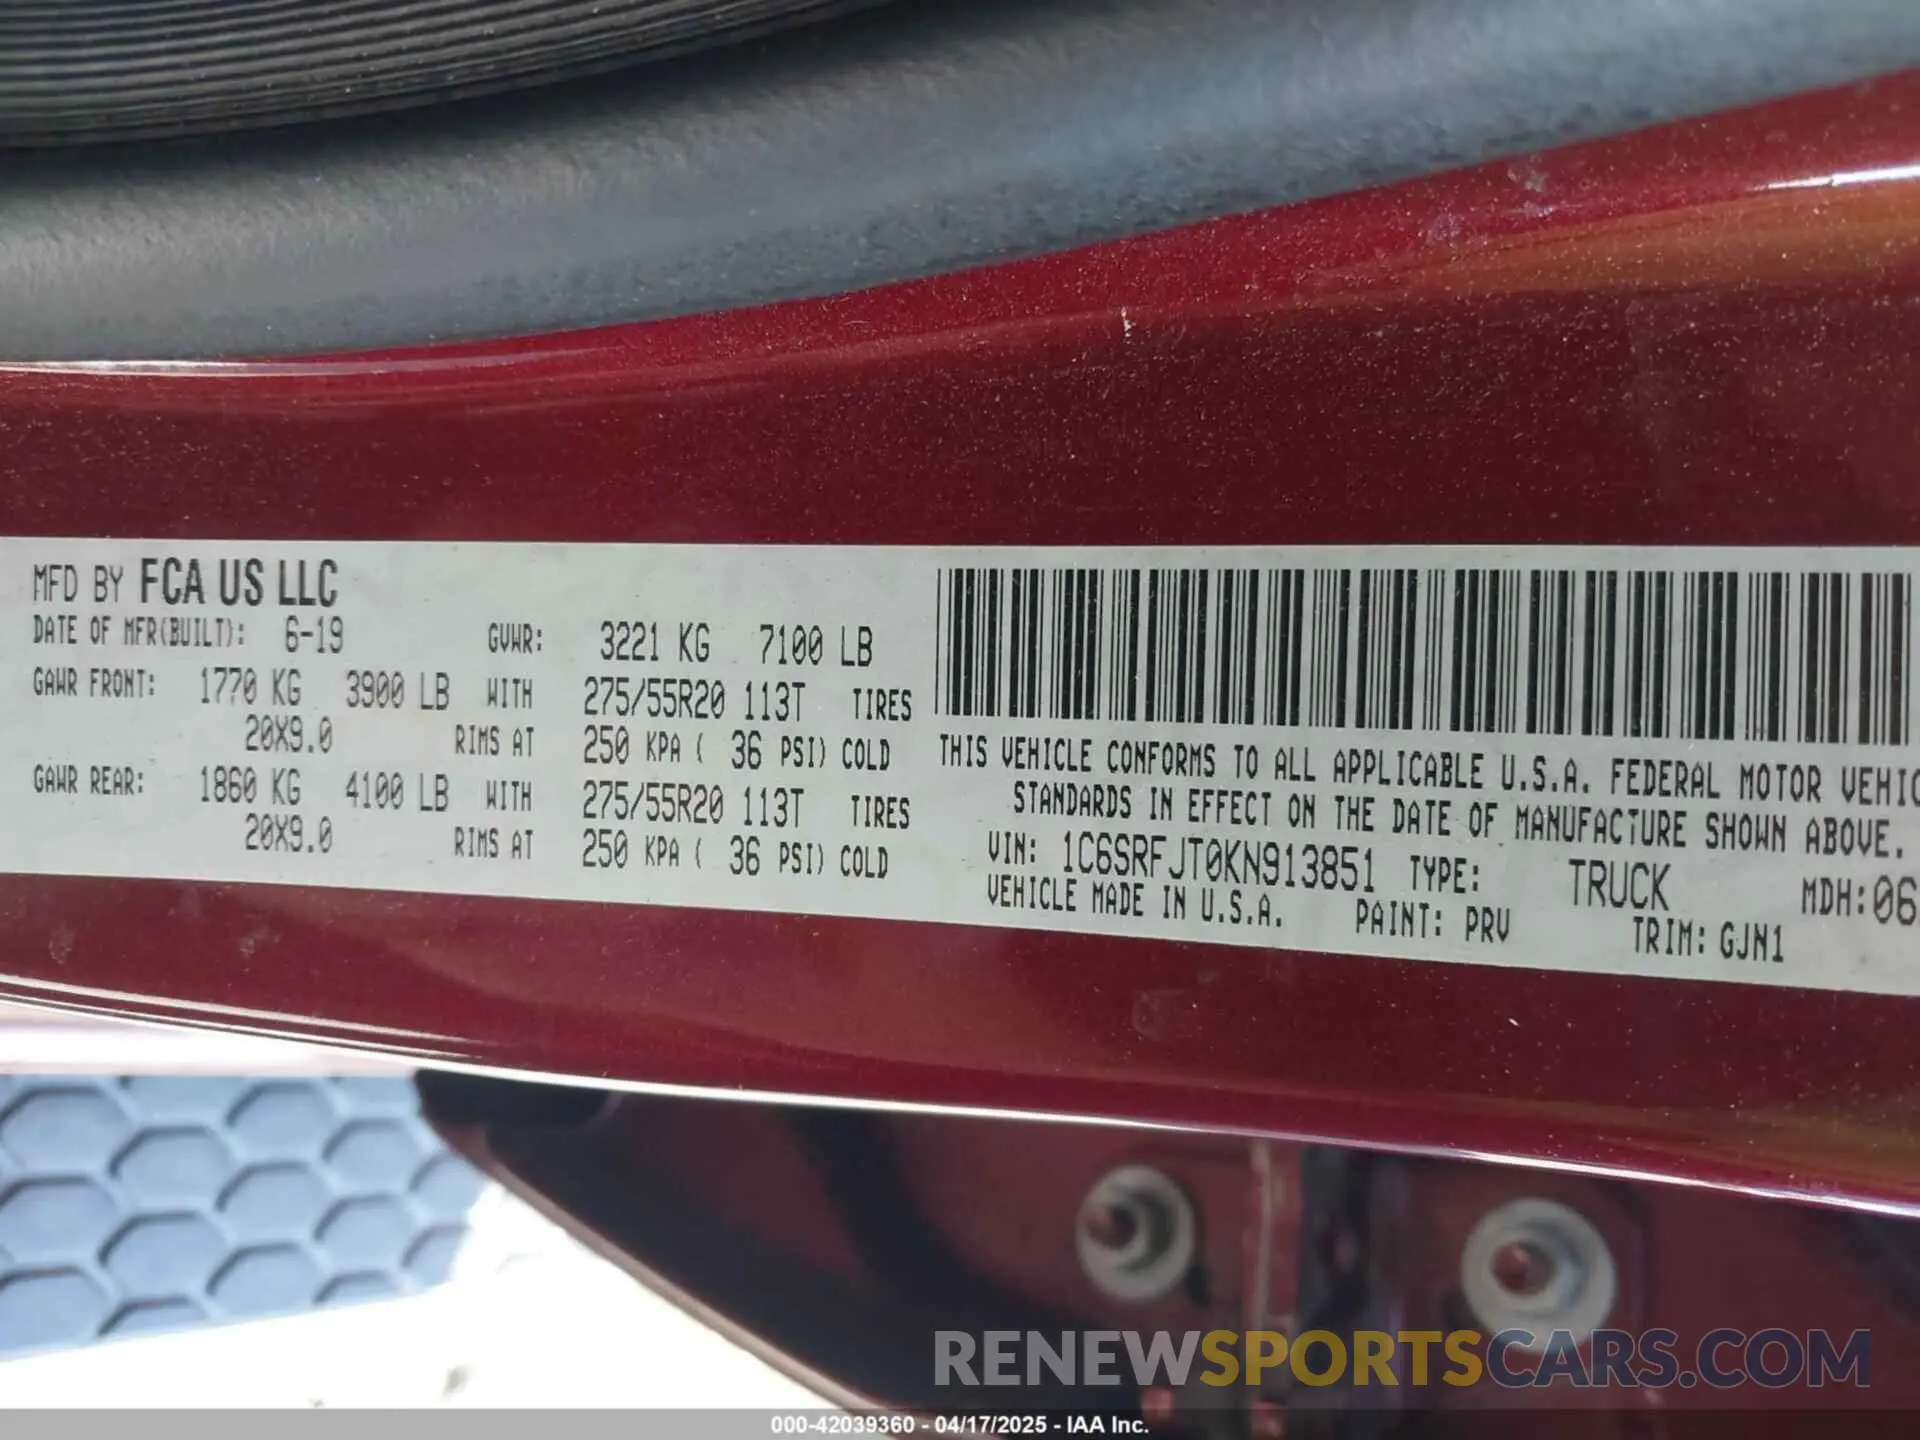 MFD BY FCA US LLC
DATE OF MFR(BUILT): 6-19 GVWR: 3221 KG 7100 LB
GAWR FRONT: 1770 KG 3900 LB WITH 275/55R20 113T TIRES
20X9.0 RIMS AT 250 KPA ( 36 PSI) COLD
GAWR REAR: 1860 KG 4100 LB WITH 275/55R20 113T TIRES
20X9.0 RIMS AT 250 KPA ( 36 PSI) COLD
THIS VEHICLE CONFORMS TO ALL APPLICABLE U.S.A. FEDERAL MOTOR VEHIC
STANDARDS IN EFFECT ON THE DATE OF MANUFACTURE SHOWN ABOVE.
VIN: 1C6SRFJT0KN913851 TYPE: TRUCK MDH:06
VEHICLE MADE IN U.S.A. PAINT: PRV TRIM: GJN1
RENEWSPORTSCARS.COM
000-42039360 - 04/17/2025 - IAA Inc.